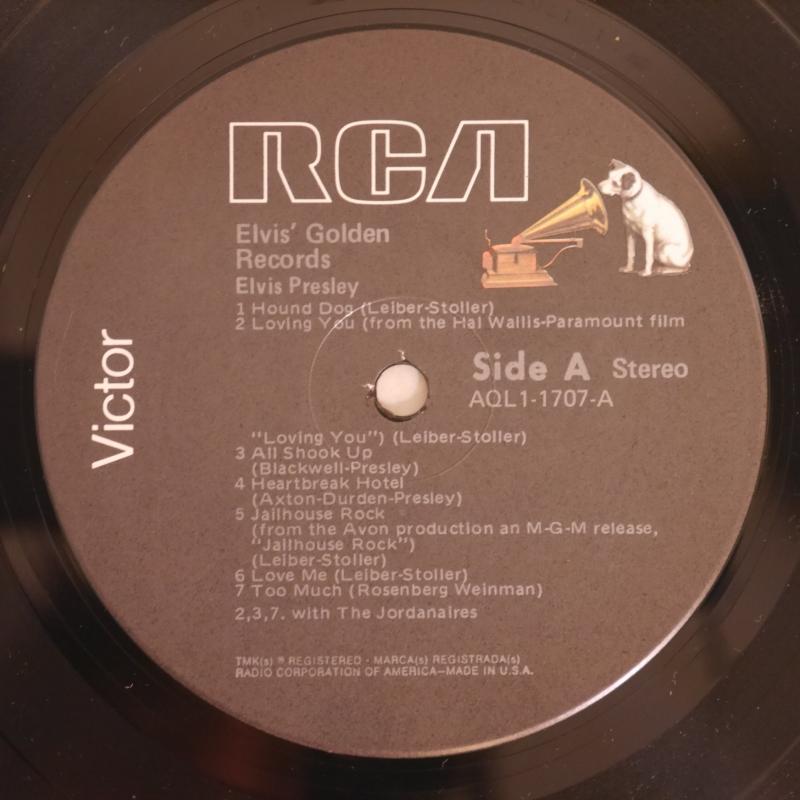 RCA
Elvis' Golden
Records
Elvis Presley
1 Hound Dog (Leiber-Stoller)
2 Loving You (from the Hal Wallis-Paramount film
Side A Stereo
AQL1-1707-A
Victor
"Loving You") (Leiber-Stoller)
3 All Shook Up
(Blackwell-Presley)
4 Heartbreak Hotel
(Axton-Durden-Presley)
5 Jailhouse Rock
(from the Avon production an M-G-M release,
"Jailhouse Rock")
(Leiber-Stoller)
6 Love Me (Leiber-Stoller)
7 Too Much (Rosenberg Weinman)
2,3,7. with The Jordanaires
TMK(s) ® REGISTERED - MARCA(s) REGISTRADA(s)
RADIO CORPORATION OF AMERICA—MADE IN U.S.A.